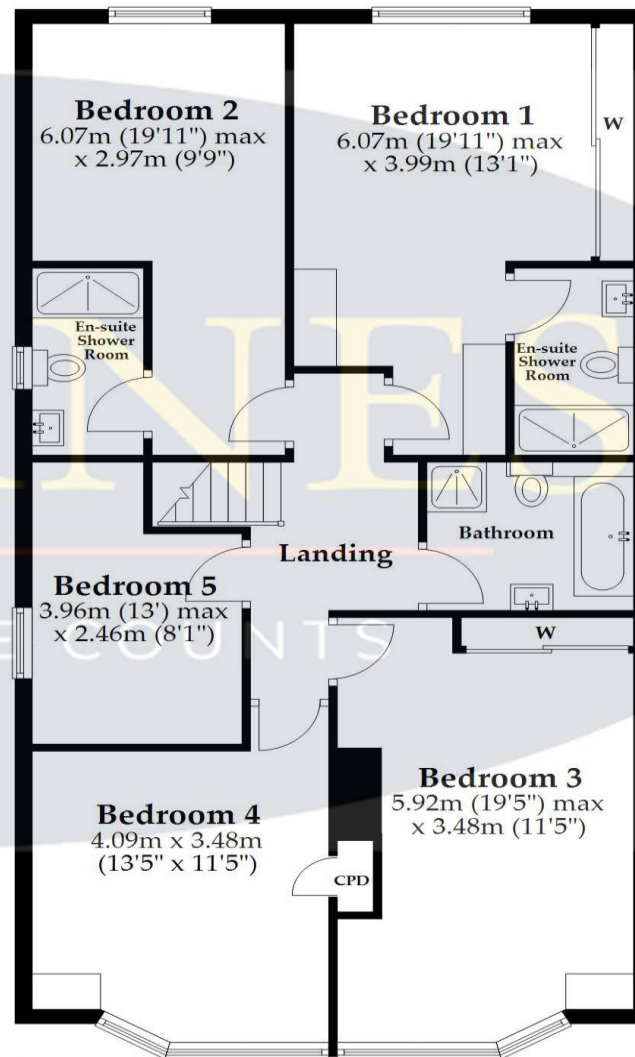 Bedroom 2
6.07m (19'11") max
x 2.97m (9'9")
Bedroom 1
6.07m (19'11") max
x 3.99m (13'1")
W
En-suite
Shower
Room
En-suite
Shower
Room
NES
Bathroom
Landing
Bedroom 5
3.96m (13') max
x 2.46m (8'1")
E COUNTS
W
Bedroom 3
5.92m (19'5") max
x 3.48m (11'5")
Bedroom 4
4.09m x 3.48m
(13'5" x 11'5")
CPD